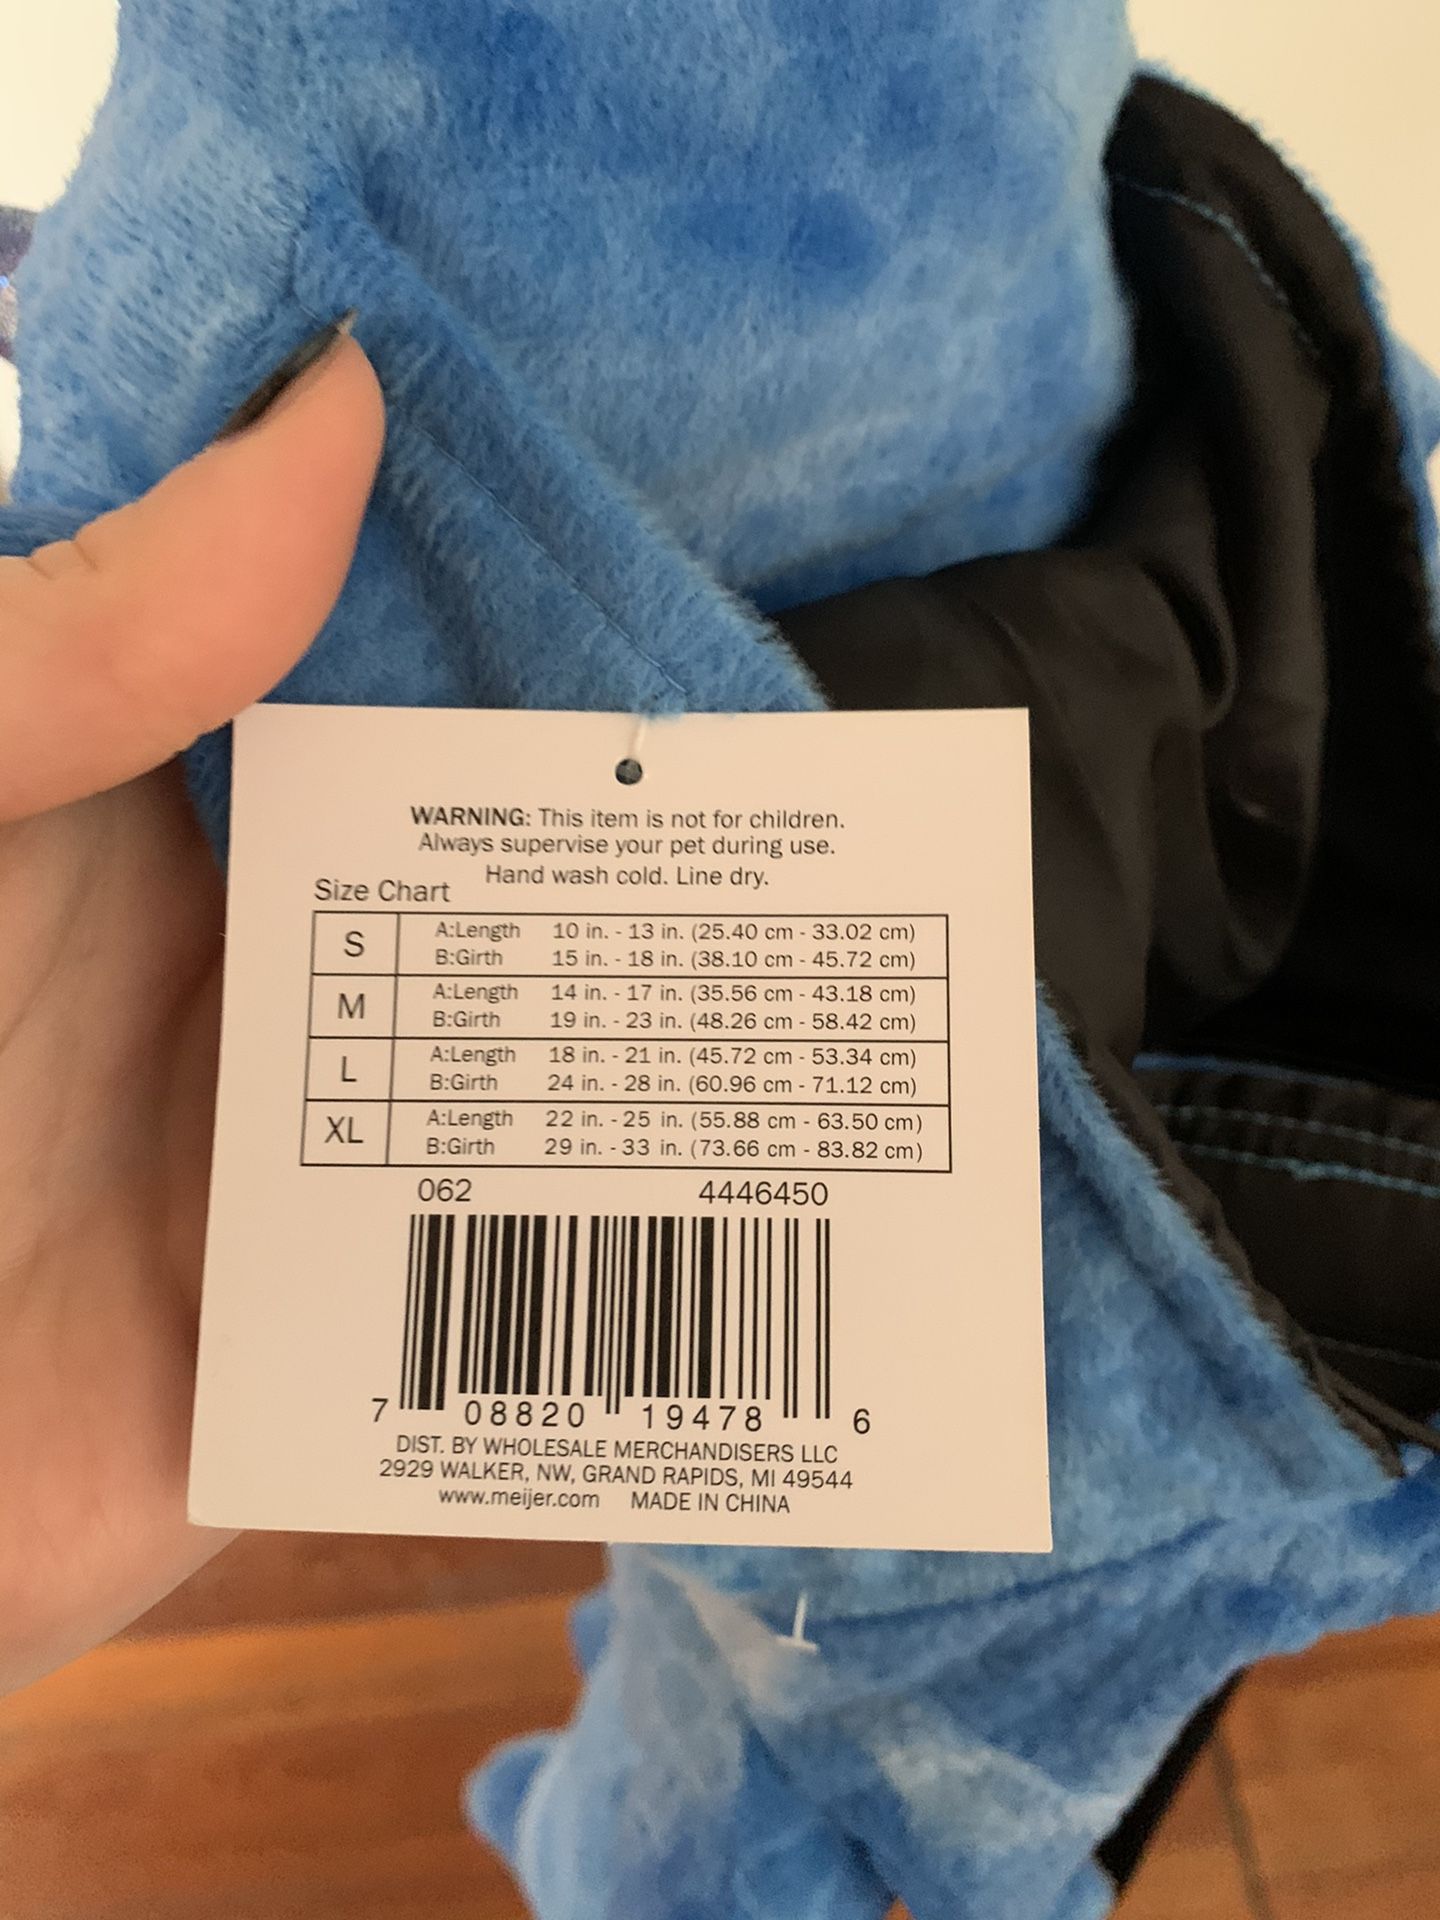 WARNING: This item is not for children.
Always supervise your pet during use.
Hand wash cold. Line dry.
Size Chart
S A:Length 10 in. - 13 in. (25.40 cm - 33.02 cm)
B:Girth 15 in. - 18 in. (38.10 cm - 45.72 cm)
M A:Length 14 in. - 17 in. (35.56 cm - 43.18 cm)
B:Girth 19 in. - 23 in. (48.26 cm - 58.42 cm)
L A:Length 18 in. - 21 in. (45.72 cm - 53.34 cm)
B:Girth 24 in. - 28 in. (60.96 cm - 71.12 cm)
XL A:Length 22 in. - 25 in. (55.88 cm - 63.50 cm)
B:Girth 29 in. - 33 in. (73.66 cm - 83.82 cm)
062 4446450
7 08820 19478 6
DIST. BY WHOLESALE MERCHANDISERS LLC
2929 WALKER, NW, GRAND RAPIDS, MI 49544
www.meijer.com MADE IN CHINA